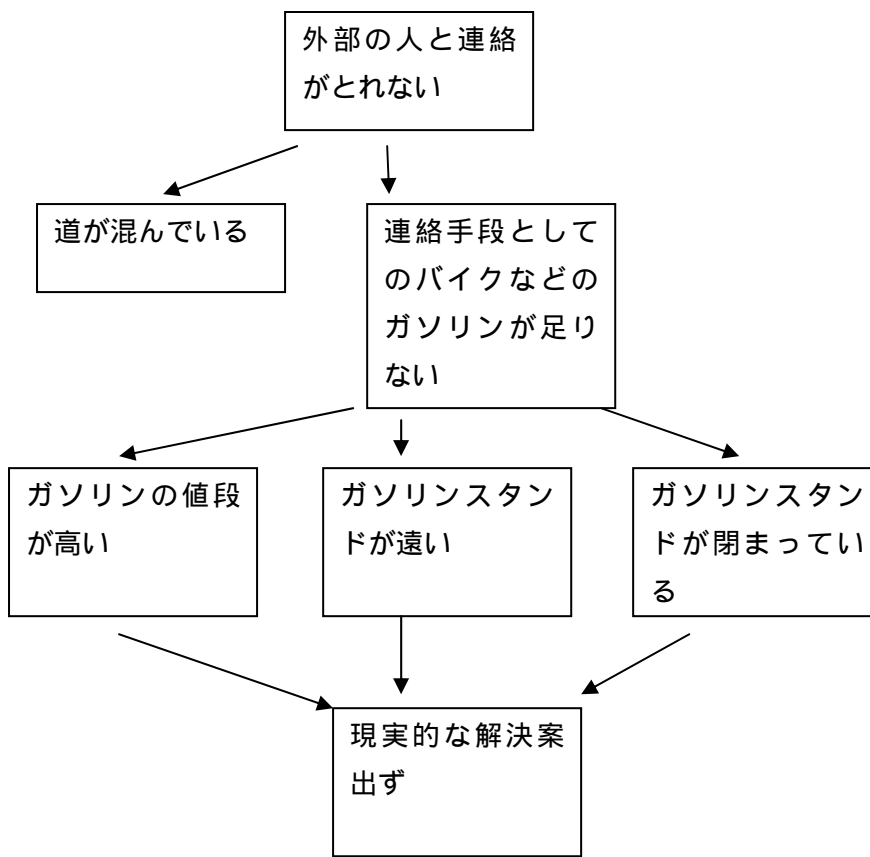 外部の人と連絡
がとれない
道が混んでいる
連絡手段として
のバイクなどの
ガソリンが足り
ない
ガソリンの値段
が高い
ガソリンスタン
ドが遠い
ガソリンスタン
ドが閉まってい
る
現実的な解決案
出ず